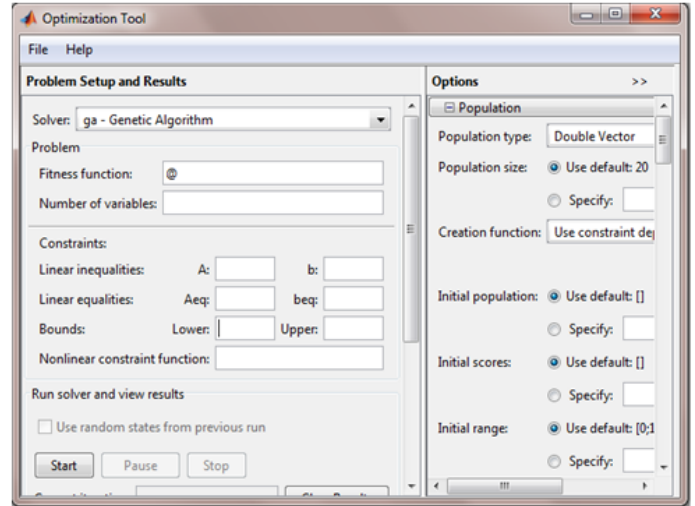 Optimization Tool
File Help
Problem Setup and Results
Solver: ga - Genetic Algorithm
Problem
Fitness function: @
Number of variables:
Constraints:
Linear inequalities: A: b:
Linear equalities: Aeq: beq:
Bounds: Lower: Upper:
Nonlinear constraint function:
Run solver and view results
Use random states from previous run
Start Pause Stop
Options >>
Population
Population type: Double Vector
Population size: Use default: 20
Specify:
Creation function: Use constraint dep
Initial population: Use default: []
Specify:
Initial scores: Use default: []
Specify:
Initial range: Use default: [0;1
Specify: